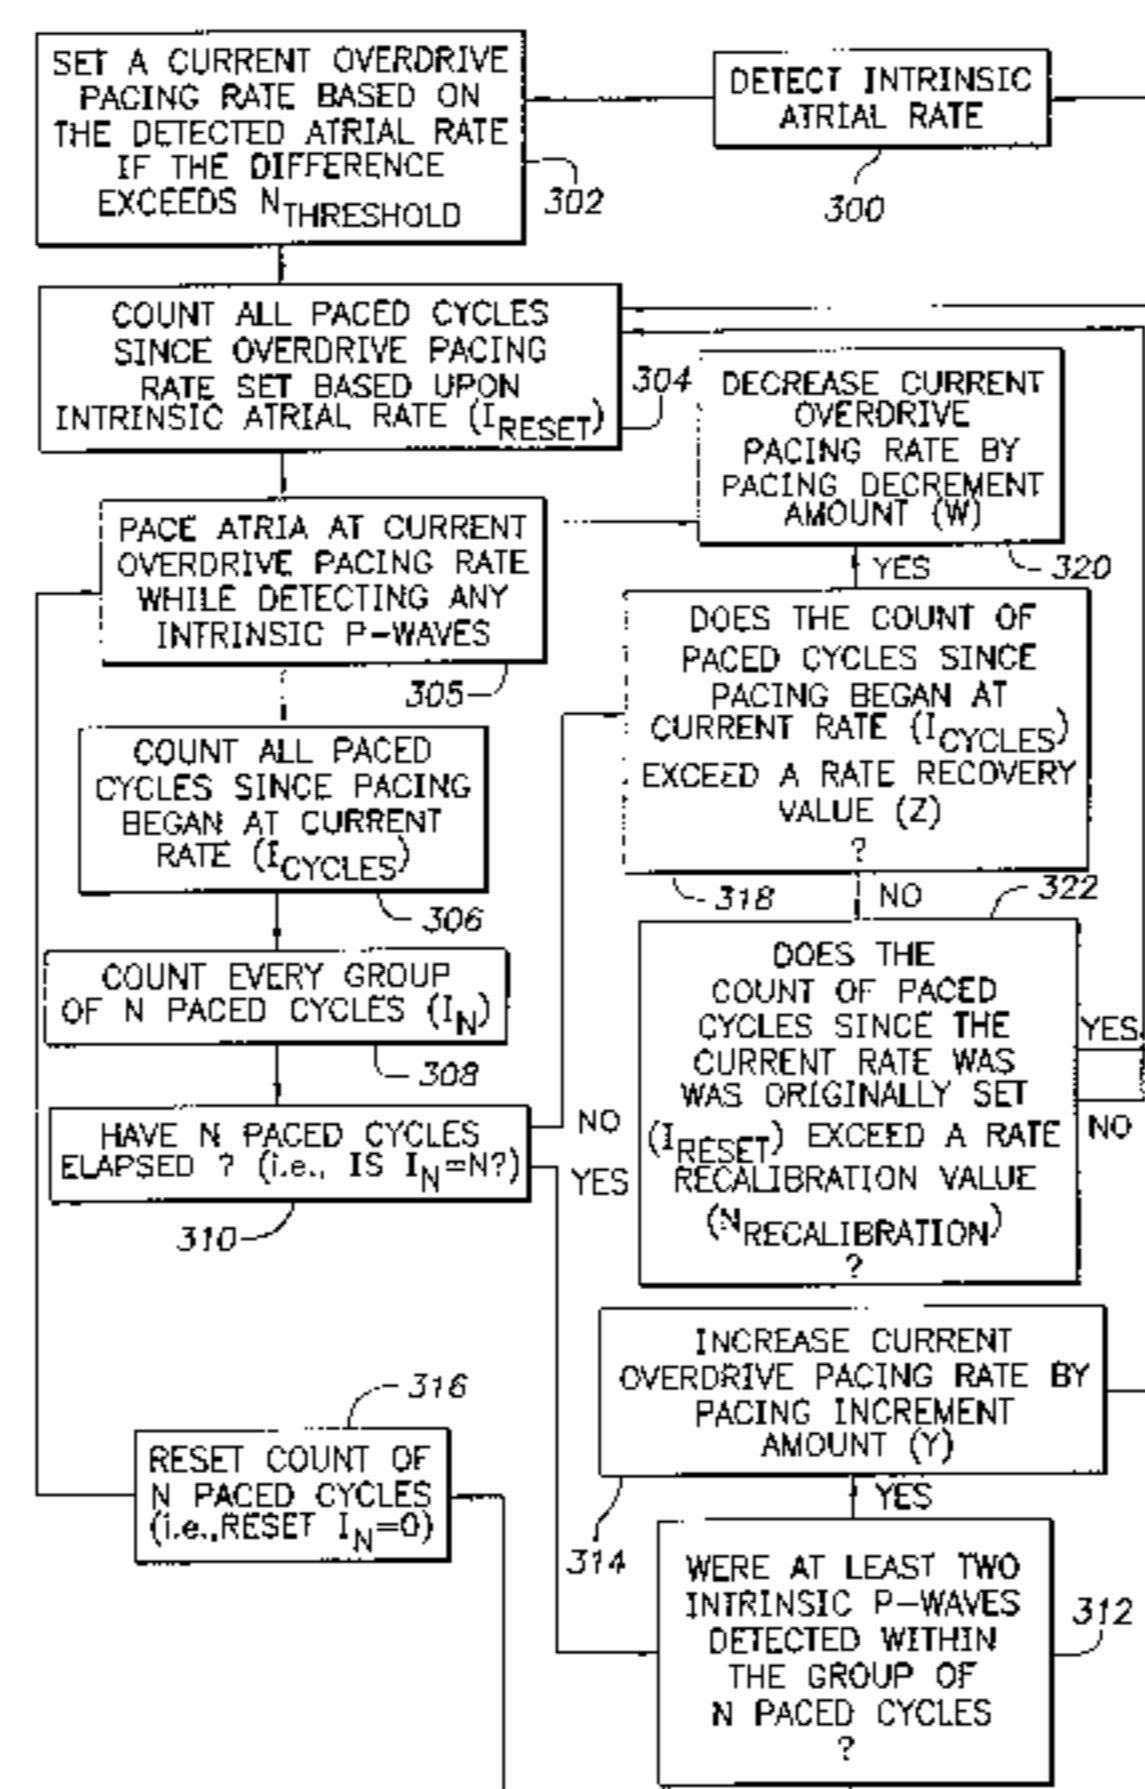 SET A CURRENT OVERDRIVE
PACING RATE BASED ON
THE DETECTED ATRIAL RATE
IF THE DIFFERENCE
EXCEEDS NTHRESHOLD
302
DETECT INTRINSIC
ATRIAL RATE
300
COUNT ALL PACED CYCLES
SINCE OVERDRIVE PACING
RATE SET BASED UPON
INTRINSIC ATRIAL RATE (IRESET)
304
DECREASE CURRENT
OVERDRIVE
PACING RATE BY
PACING DECREMENT
AMOUNT (W)
320
PACE ATRIA AT CURRENT
OVERDRIVE PACING RATE
WHILE DETECTING ANY
INTRINSIC P-WAVES
305
YES
DOES THE COUNT OF
PACED CYCLES SINCE
PACING BEGAN AT
CURRENT RATE (ICYCLES)
EXCEED A RATE RECOVERY
VALUE (Z)
?
318
NO
COUNT ALL PACED
CYCLES SINCE PACING
BEGAN AT CURRENT
RATE (ICYCLES)
306
322
DOES THE
COUNT OF PACED
CYCLES SINCE THE
CURRENT RATE WAS
WAS ORIGINALLY SET
(IRESET) EXCEED A RATE
RECALIBRATION VALUE
(NRECALIBRATION)
?
YES
NO
COUNT EVERY GROUP
OF N PACED CYCLES (IN)
308
HAVE N PACED CYCLES
ELAPSED ? (i.e., IS IN=N?)
310
NO
YES
INCREASE CURRENT
OVERDRIVE PACING RATE BY
PACING INCREMENT
AMOUNT (Y)
314
YES
316
RESET COUNT OF
N PACED CYCLES
(i.e.,RESET IN=0)
WERE AT LEAST TWO
INTRINSIC P-WAVES
DETECTED WITHIN
THE GROUP OF
N PACED CYCLES
?
312